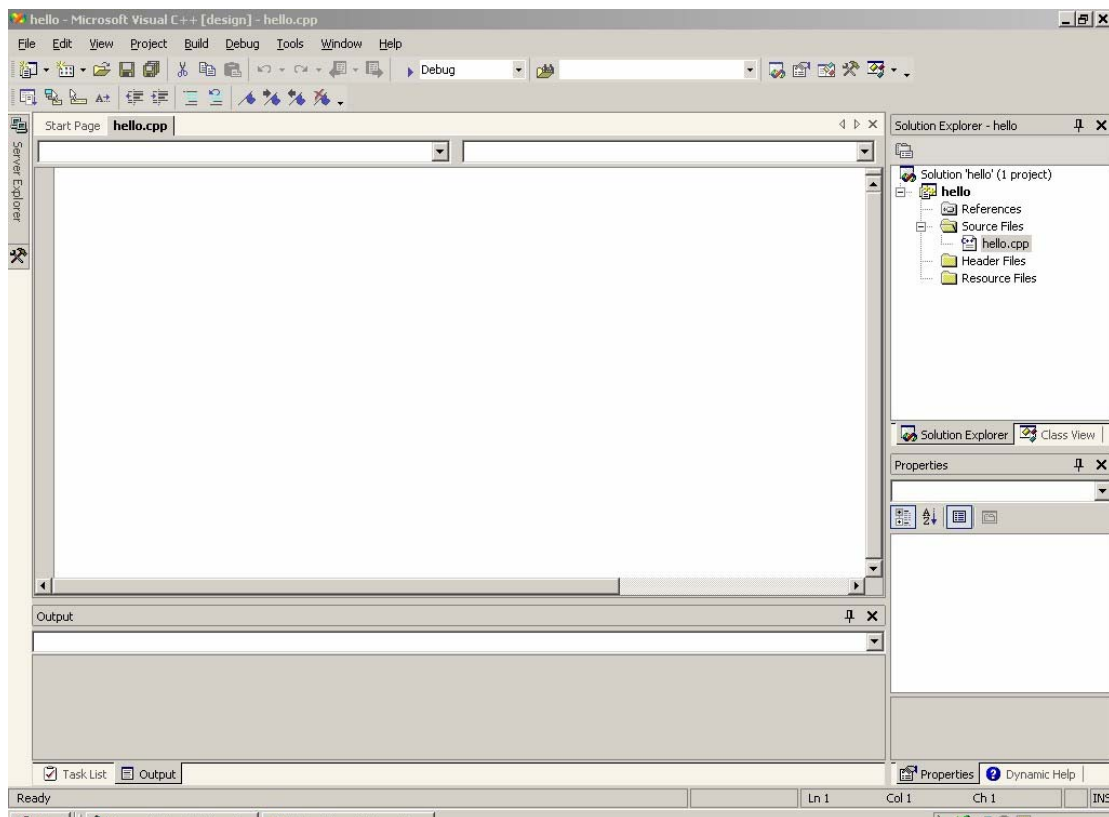 hello - Microsoft Visual C++ [design] - hello.cpp
File Edit View Project Build Debug Tools Window Help
Debug
Start Page hello.cpp
Server Explorer
Solution Explorer - hello
Solution 'hello' (1 project)
hello
References
Source Files
hello.cpp
Header Files
Resource Files
Solution Explorer Class View
Properties
Output
Task List Output
Properties Dynamic Help
Ready Ln 1 Col 1 Ch 1 INS